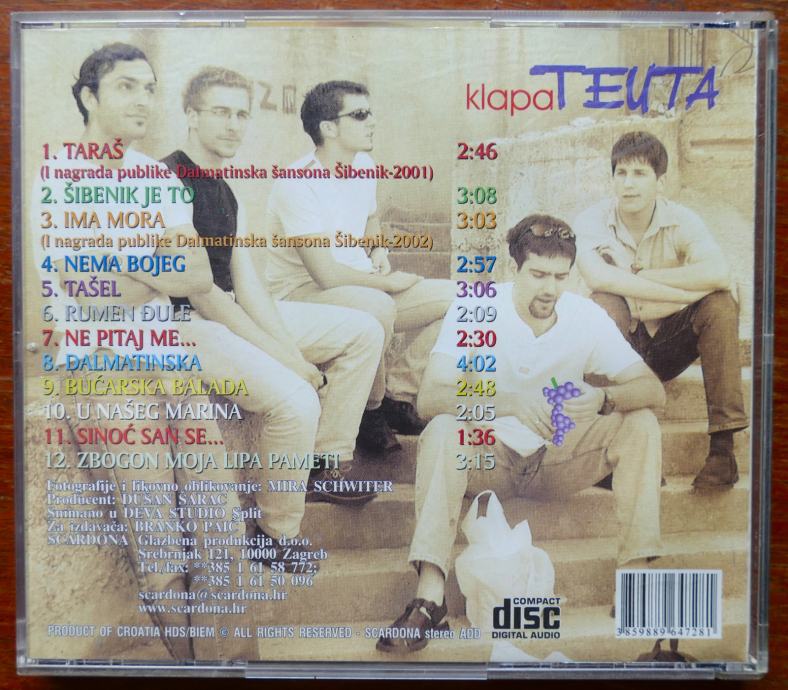 klapa TEUTA
1. TARAŠ 2:46
(I nagrada publike Dalmatinska šansona Šibenik-2001)
2. ŠIBENIK JE TO 3:08
3. IMA MORA 3:03
(I nagrada publike Dalmatinska šansona Šibenik-2002)
4. NEMA BOJEG 2:57
5. TAŠEL 3:06
6. RUMEN ĐULE 2:09
7. NE PITAJ ME... 2:30
8. DALMATINSKA 4:02
9. BUĆARSKA BALADA 2:48
10. U NAŠEG MARINA 2:05
11. SINOĆ SAN SE... 1:36
12. ZBOGON MOJA LIPA PAMETI 3:15
Fotografije i likovno oblikovanje: MIRA SCHWITER
Producent: DUŠAN ŠARAC
Snimano u DEVA STUDIO Split
Za izdavača: BRANKO PAIĆ
SCARDONA Glazbena produkcija d.o.o.
Srebrnjak 121, 10000 Zagreb
Tel./fax: **385 1 61 58 772;
**385 1 61 50 096
scardona@scardona.hr
www.scardona.hr
COMPACT
disc
DIGITAL AUDIO
3859889647281
PRODUCT OF CROATIA HDS/BIEM © ALL RIGHTS RESERVED - SCARDONA stereo ADD